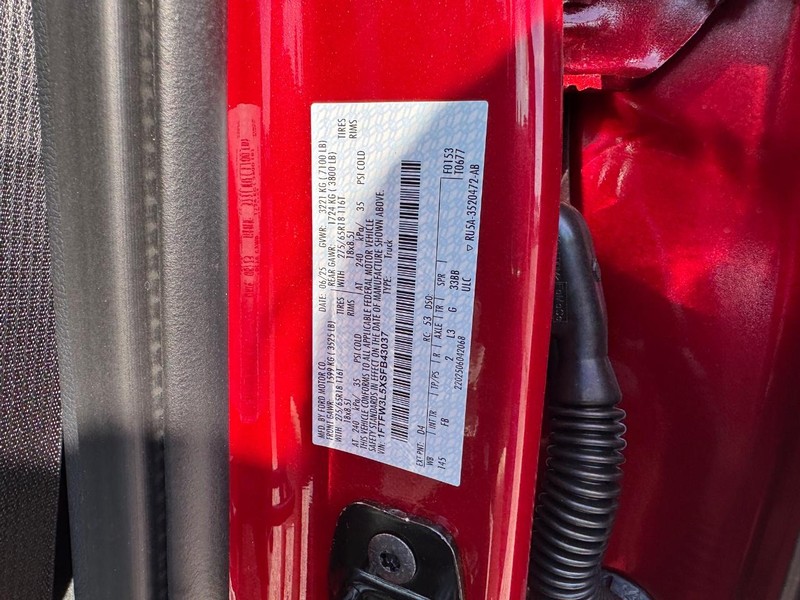 MFD. BY FORD MOTOR CO. DATE: 06/25 GVWR: 3221 KG ( 7100 LB)
FRONT GAWR: 1599 KG ( 3525 LB) REAR GAWR: 1724 KG ( 3800 LB)
WITH 275/65R18 116T TIRES WITH 275/65R18 116T TIRES
18x8.5J RIMS 18x8.5J RIMS
AT 240 kPa/ 35 PSI COLD AT 240 kPa/ 35 PSI COLD
THIS VEHICLE CONFORMS TO ALL APPLICABLE FEDERAL MOTOR VEHICLE
SAFETY STANDARDS IN EFFECT ON THE DATE OF MANUFACTURE SHOWN ABOVE.
VIN: 1FTFW3L5XSFB43037 TYPE: Truck
F0153
T0677
EXT PNT: D4 RC: 53 DSO:
WB INT TR TP/PS R AXLE TR SPR
145 FB 2 L3 G 33BB
ULC
2202506042068 ▽ RU5A-3520472-AB